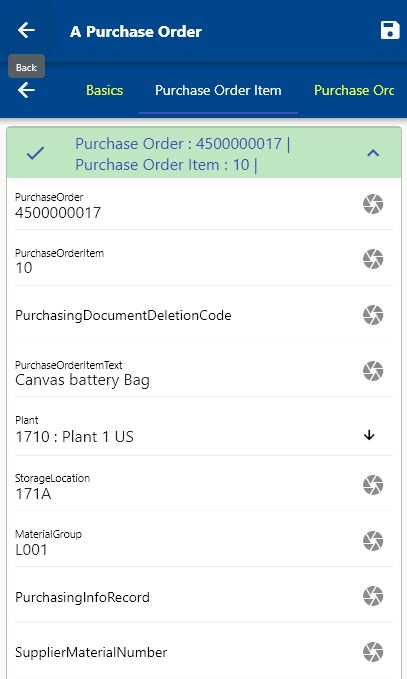 A Purchase Order
Back
Basics
Purchase Order Item
Purchase Orc
Purchase Order : 4500000017 |
Purchase Order Item : 10 |
PurchaseOrder
4500000017
PurchaseOrderItem
10
PurchasingDocumentDeletionCode
PurchaseOrderItemText
Canvas battery Bag
Plant
1710 : Plant 1 US
StorageLocation
171A
MaterialGroup
L001
PurchasingInfoRecord
SupplierMaterialNumber